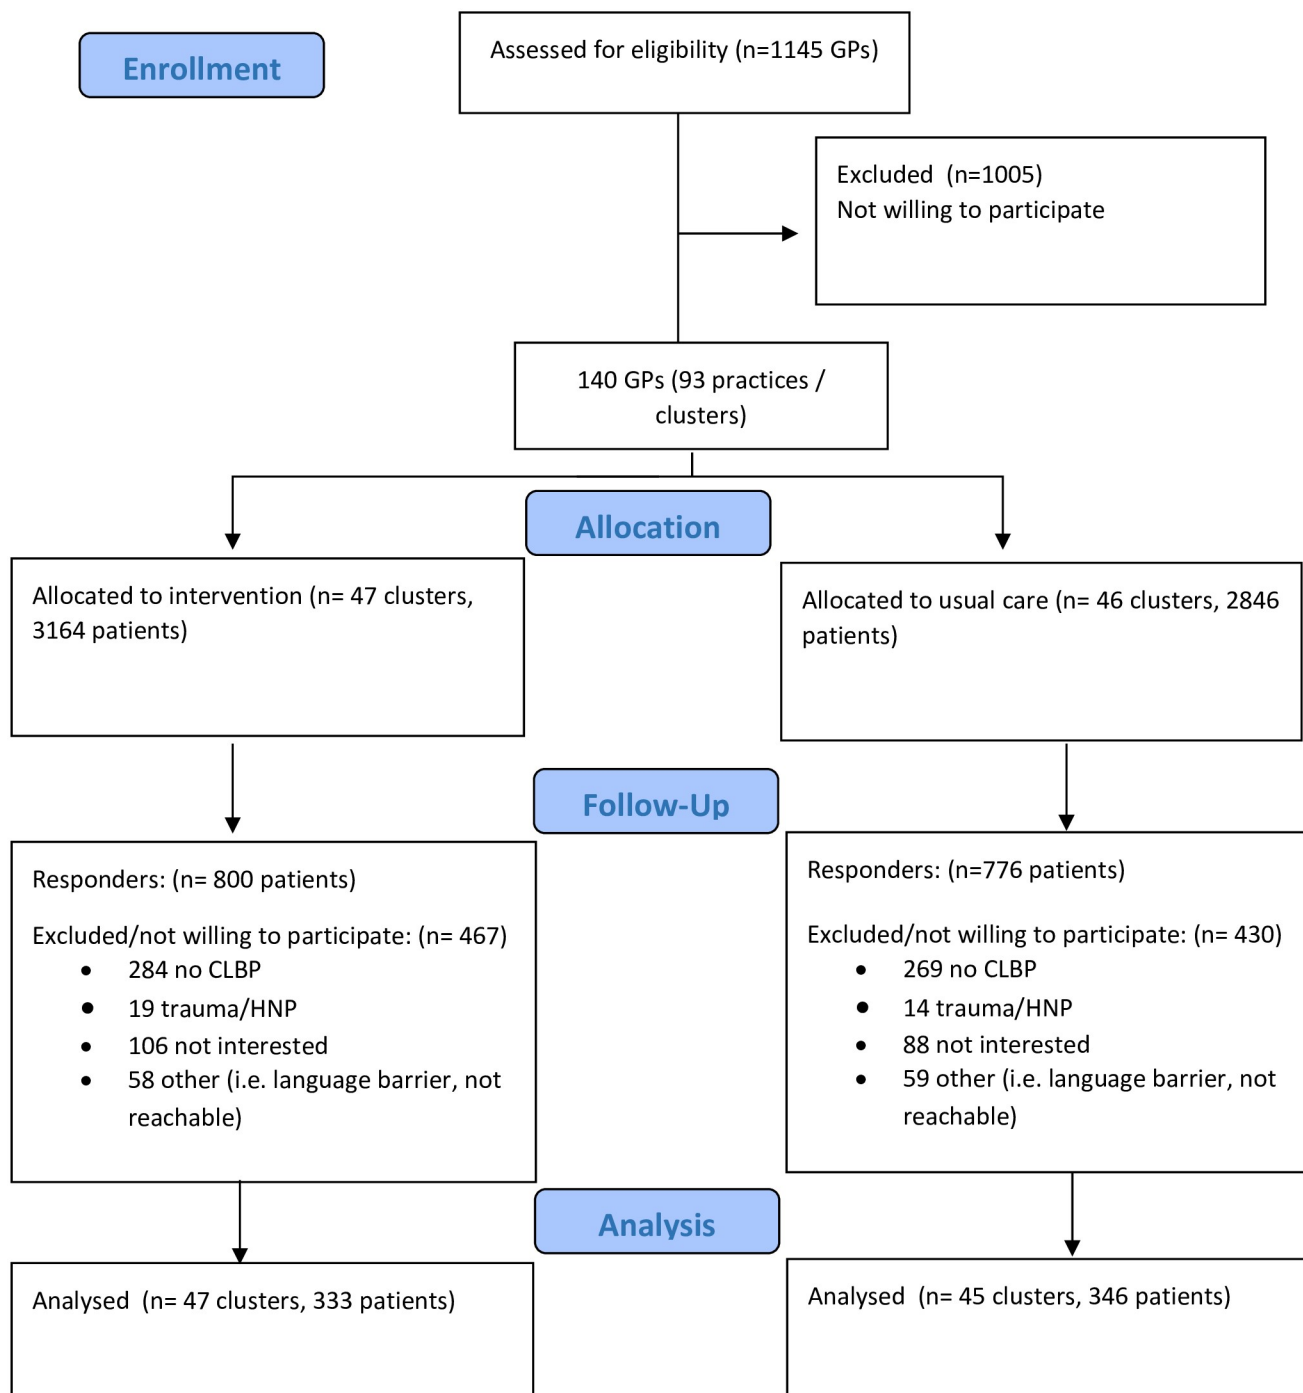 Enrollment
Assessed for eligibility (n=1145 GPs)
Excluded  (n=1005)
Not willing to participate
140 GPs (93 practices /
clusters)
Allocation
Allocated to intervention (n= 47 clusters,
3164 patients)
Allocated to usual care (n= 46 clusters, 2846
patients)
Follow-Up
Responders: (n= 800 patients)
Excluded/not willing to participate: (n= 467)
• 284 no CLBP
• 19 trauma/HNP
• 106 not interested
• 58 other (i.e. language barrier, not
reachable)
Responders: (n=776 patients)
Excluded/not willing to participate: (n= 430)
• 269 no CLBP
• 14 trauma/HNP
• 88 not interested
• 59 other (i.e. language barrier, not
reachable)
Analysis
Analysed  (n= 47 clusters, 333 patients)
Analysed  (n= 45 clusters, 346 patients)